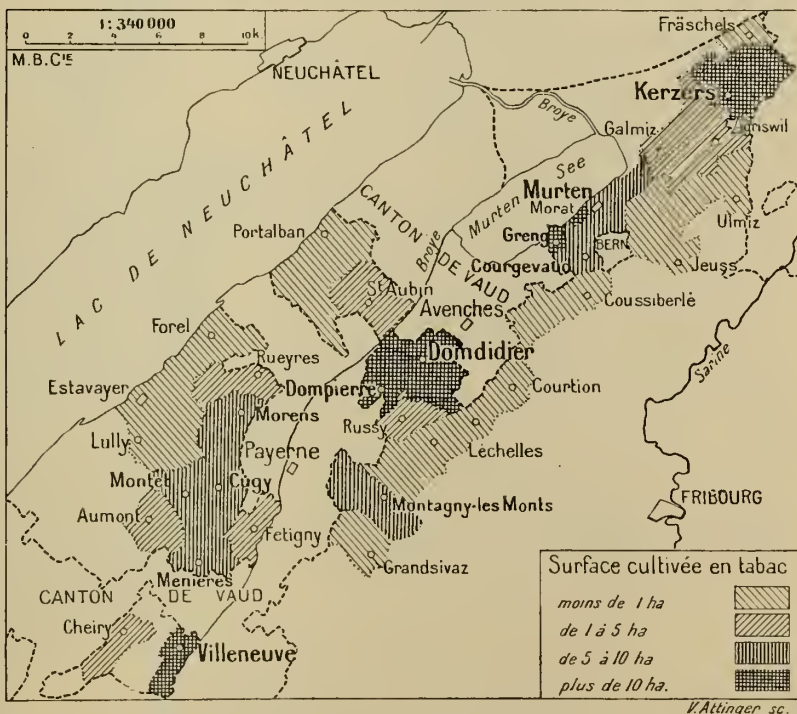 1:340 000
0 2 4 6 8 10 k.
M.B.CIE
NEUCHÂTEL
Fräschels
Kerzers
Broye
Galmiz
LAC DE NEUCHÂTEL
Murten See
Murten
Morat
Ulmiz
Portalban
CANTON DE VAUD
Greng
BERN
Broye
Courgevaud
Jeuss
St Aubin
Avenches
Coussiberlé
Sarine
Forel
Domdidier
Rueyres
Estavayer
Dompierre
Courtion
Morens
Russy
Lully
Payerne
Léchelles
Montet
Cugy
Montagny-les Monts
FRIBOURG
Aumont
Fetigny
Grandsivaz
Menières
CANTON DE VAUD
Cheiry
Villeneuve
Surface cultivée en tabac
moins de 1 ha
de 1 à 5 ha
de 5 à 10 ha
plus de 10 ha.
V. Attinger sc.